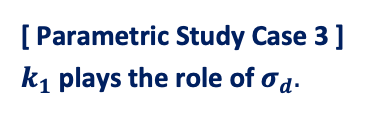 [ Parametric Study Case 3 ]
k₁ plays the role of σ_d.